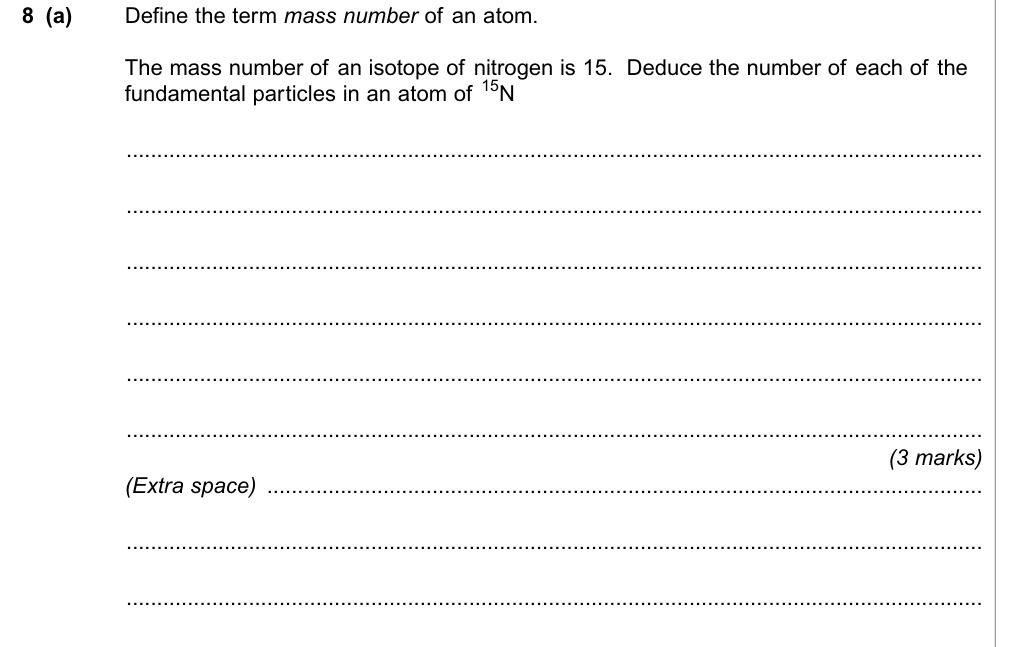 8 (a) Define the term mass number of an atom.
The mass number of an isotope of nitrogen is 15. Deduce the number of each of the
fundamental particles in an atom of ¹⁵N
................................................................................................................................................
................................................................................................................................................
................................................................................................................................................
................................................................................................................................................
................................................................................................................................................
................................................................................................................................................
(3 marks)
(Extra space) ........................................................................................................................
................................................................................................................................................
................................................................................................................................................